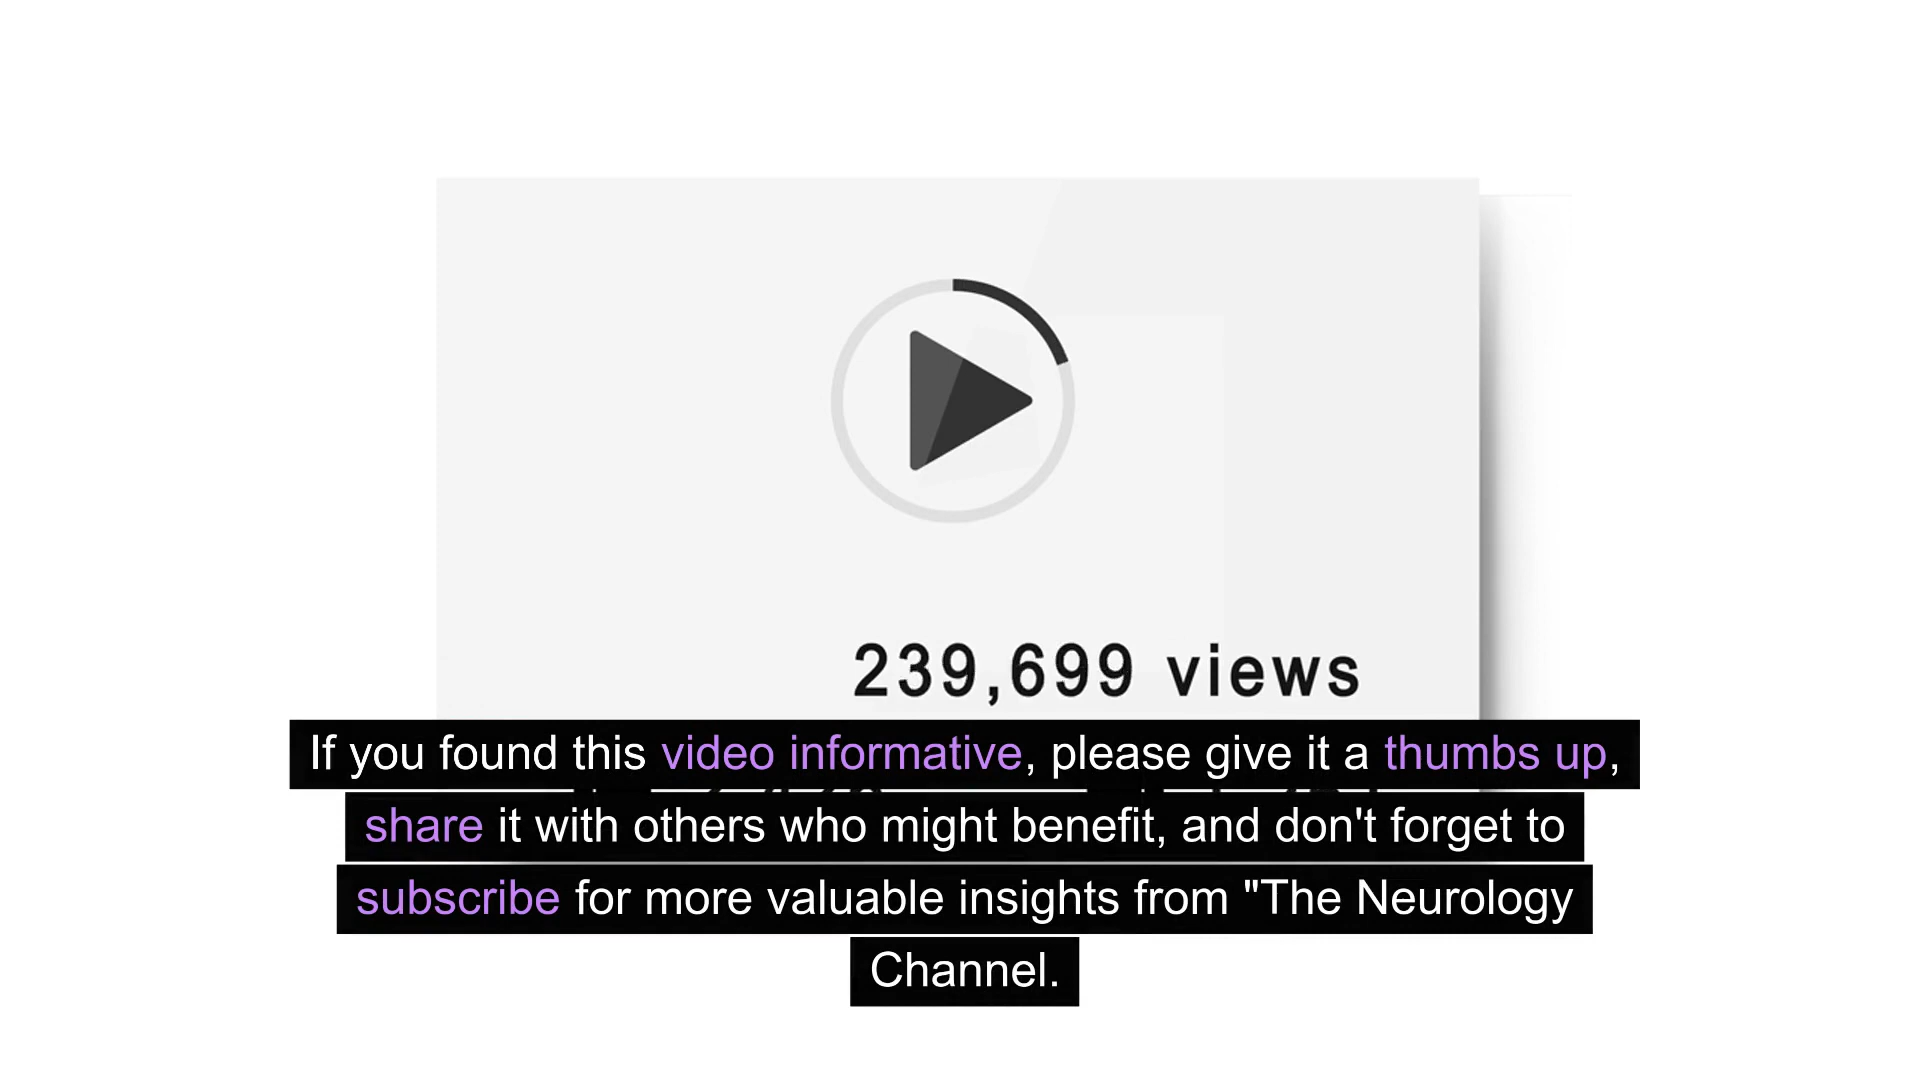 239,699 views
If you found this video informative, please give it a thumbs up,
share it with others who might benefit, and don't forget to
subscribe for more valuable insights from "The Neurology
Channel.